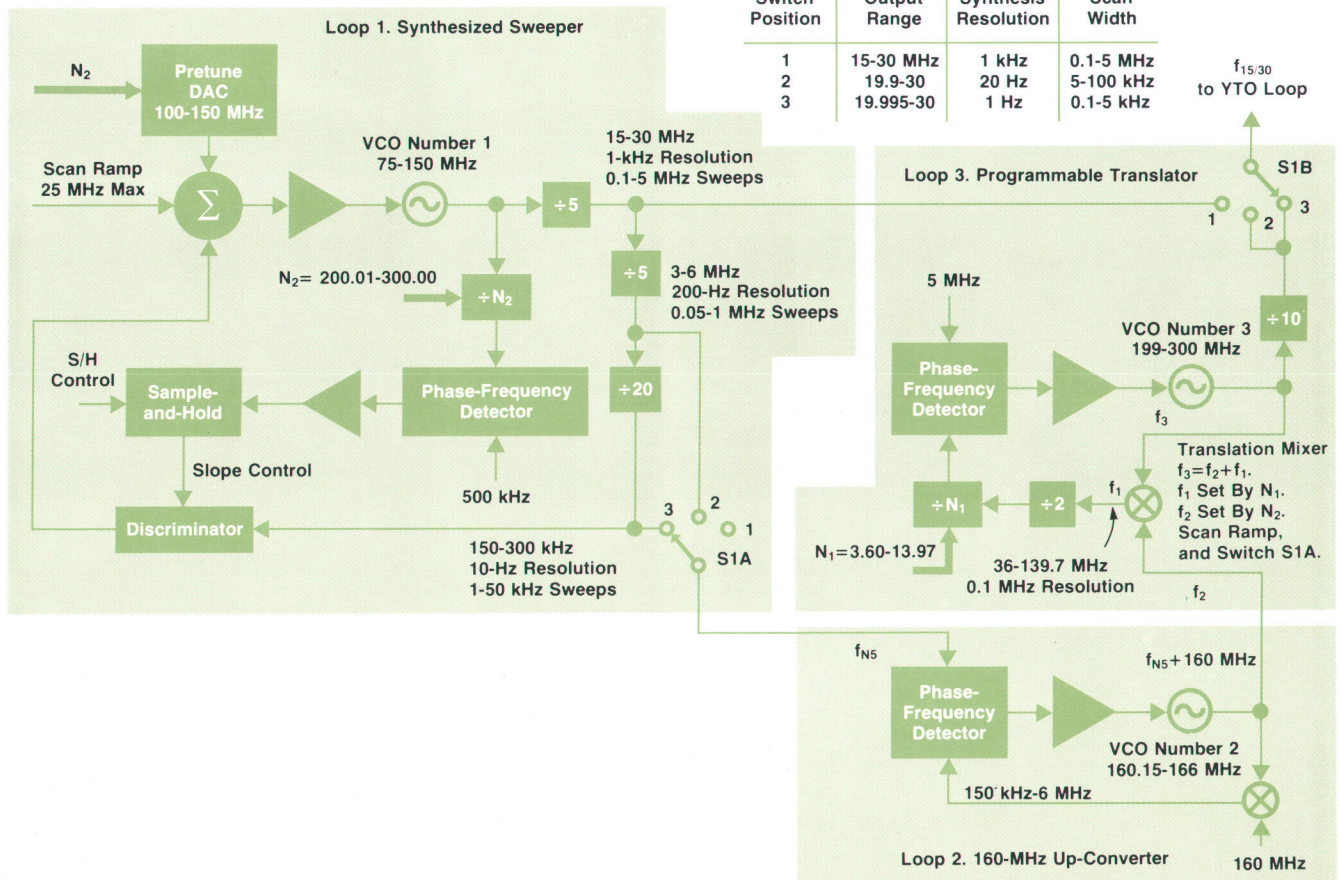 Loop 1. Synthesized Sweeper
Switch Output Synthesis Scan
Position Range Resolution Width
1 15-30 MHz 1 kHz 0.1-5 MHz
2 19.9-30 20 Hz 5-100 kHz
3 19.995-30 1 Hz 0.1-5 kHz
N₂
Pretune
DAC
100-150 MHz
Scan Ramp
25 MHz Max
Σ
VCO Number 1
75-150 MHz
÷5
15-30 MHz
1-kHz Resolution
0.1-5 MHz Sweeps
÷5
3-6 MHz
200-Hz Resolution
0.05-1 MHz Sweeps
N₂= 200.01-300.00
÷N₂
S/H
Control
Sample-
and-Hold
Phase-Frequency
Detector
÷20
Slope Control
500 kHz
Discriminator
150-300 kHz
10-Hz Resolution
1-50 kHz Sweeps
3
2
1
S1A
f15/30
to YTO Loop
Loop 3. Programmable Translator
S1B
1
2
3
5 MHz
÷10
VCO Number 3
199-300 MHz
Phase-
Frequency
Detector
f₃
Translation Mixer
f₃=f₂+f₁.
f₁ Set By N₁.
f₂ Set By N₂.
Scan Ramp,
and Switch S1A.
÷N₁
÷2
f₁
N₁=3.60-13.97
36-139.7 MHz
0.1 MHz Resolution
f₂
fN5
fN5+160 MHz
Phase-
Frequency
Detector
VCO Number 2
160.15-166 MHz
150 kHz-6 MHz
Loop 2. 160-MHz Up-Converter
160 MHz